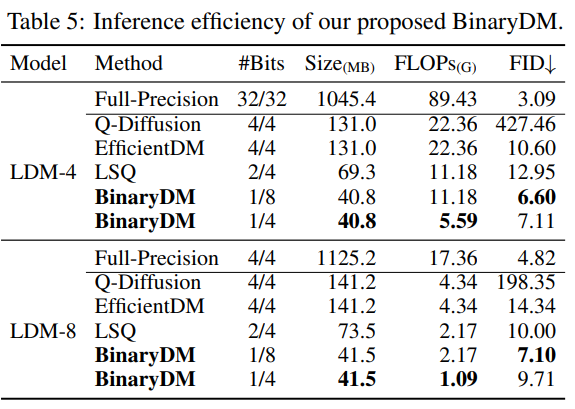 Table 5: Inference efficiency of our proposed BinaryDM.
Model Method #Bits Size(MB) FLOPs(G) FID↓
Full-Precision 32/32 1045.4 89.43 3.09
Q-Diffusion 4/4 131.0 22.36 427.46
EfficientDM 4/4 131.0 22.36 10.60
LDM-4 LSQ 2/4 69.3 11.18 12.95
BinaryDM 1/8 40.8 11.18 6.60
BinaryDM 1/4 40.8 5.59 7.11
Full-Precision 4/4 1125.2 17.36 4.82
Q-Diffusion 4/4 141.2 4.34 198.35
EfficientDM 4/4 141.2 4.34 14.34
LDM-8 LSQ 2/4 73.5 2.17 10.00
BinaryDM 1/8 41.5 2.17 7.10
BinaryDM 1/4 41.5 1.09 9.71